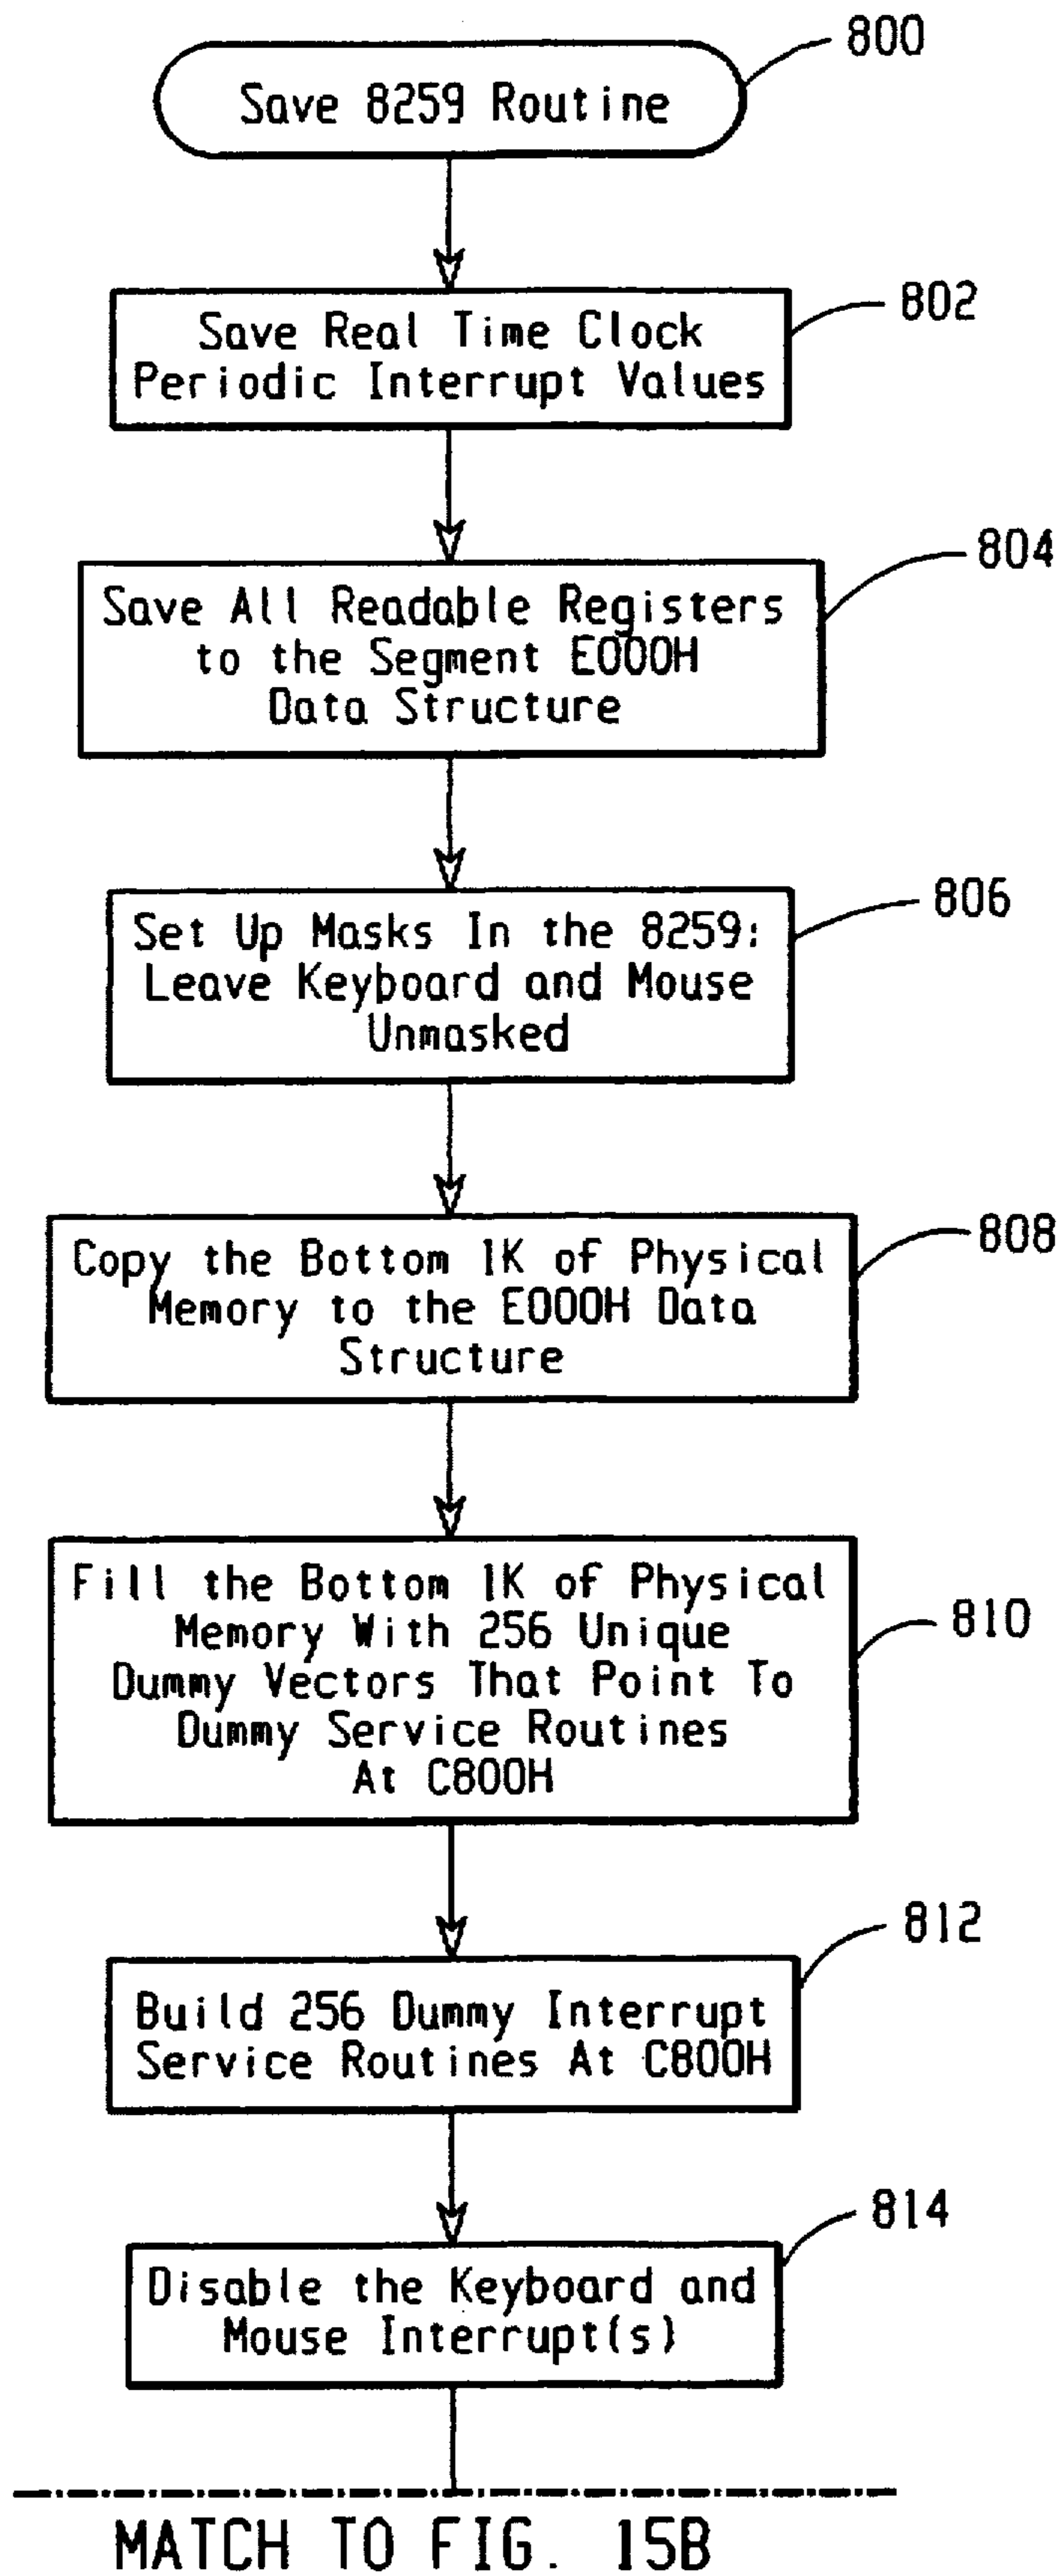 800
Save 8259 Routine
802
Save Real Time Clock
Periodic Interrupt Values
804
Save All Readable Registers
to the Segment E000H
Data Structure
806
Set Up Masks In the 8259:
Leave Keyboard and Mouse
Unmasked
808
Copy the Bottom 1K of Physical
Memory to the E000H Data
Structure
810
Fill the Bottom 1K of Physical
Memory With 256 Unique
Dummy Vectors That Point To
Dummy Service Routines
At C800H
812
Build 256 Dummy Interrupt
Service Routines At C800H
814
Disable the Keyboard and
Mouse Interrupt(s)
MATCH TO FIG. 15B